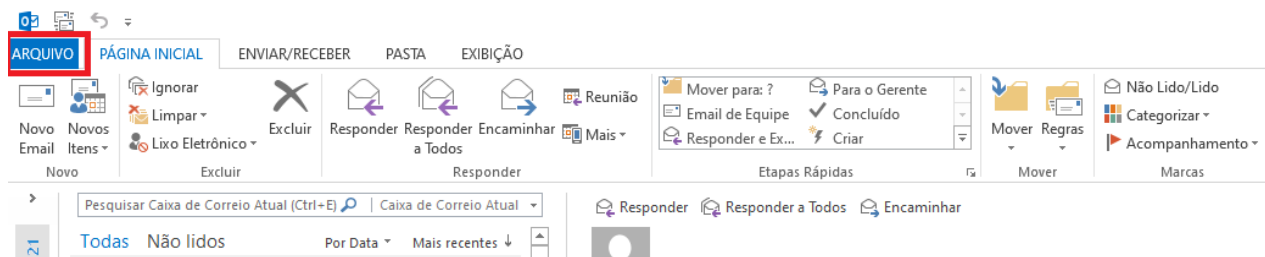 ARQUIVO PÁGINA INICIAL ENVIAR/RECEBER PASTA EXIBIÇÃO
Novo Email
Novos Itens
Novo
Ignorar
Limpar
Lixo Eletrônico
Excluir
Excluir
Responder
Responder a Todos
Encaminhar
Reunião
Mais
Responder
Mover para: ?
Email de Equipe
Responder e Ex...
Para o Gerente
Concluído
Criar
Etapas Rápidas
Mover
Regras
Mover
Não Lido/Lido
Categorizar
Acompanhamento
Marcas
Pesquisar Caixa de Correio Atual (Ctrl+E) Caixa de Correio Atual
Responder Responder a Todos Encaminhar
Todas Não lidos Por Data Mais recentes
21